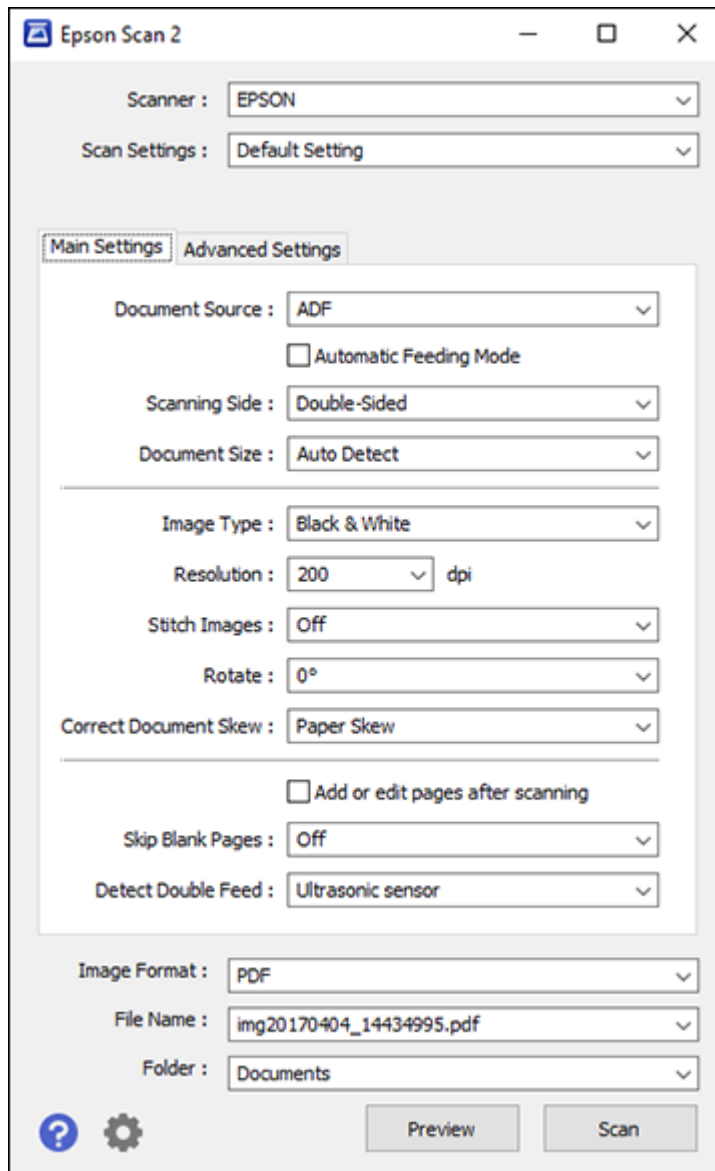 Epson Scan 2
Scanner : EPSON
Scan Settings : Default Setting
Main Settings Advanced Settings
Document Source : ADF
Automatic Feeding Mode
Scanning Side : Double-Sided
Document Size : Auto Detect
Image Type : Black & White
Resolution : 200 dpi
Stitch Images : Off
Rotate : 0°
Correct Document Skew : Paper Skew
Add or edit pages after scanning
Skip Blank Pages : Off
Detect Double Feed : Ultrasonic sensor
Image Format : PDF
File Name : img20170404_14434995.pdf
Folder : Documents
? Preview Scan